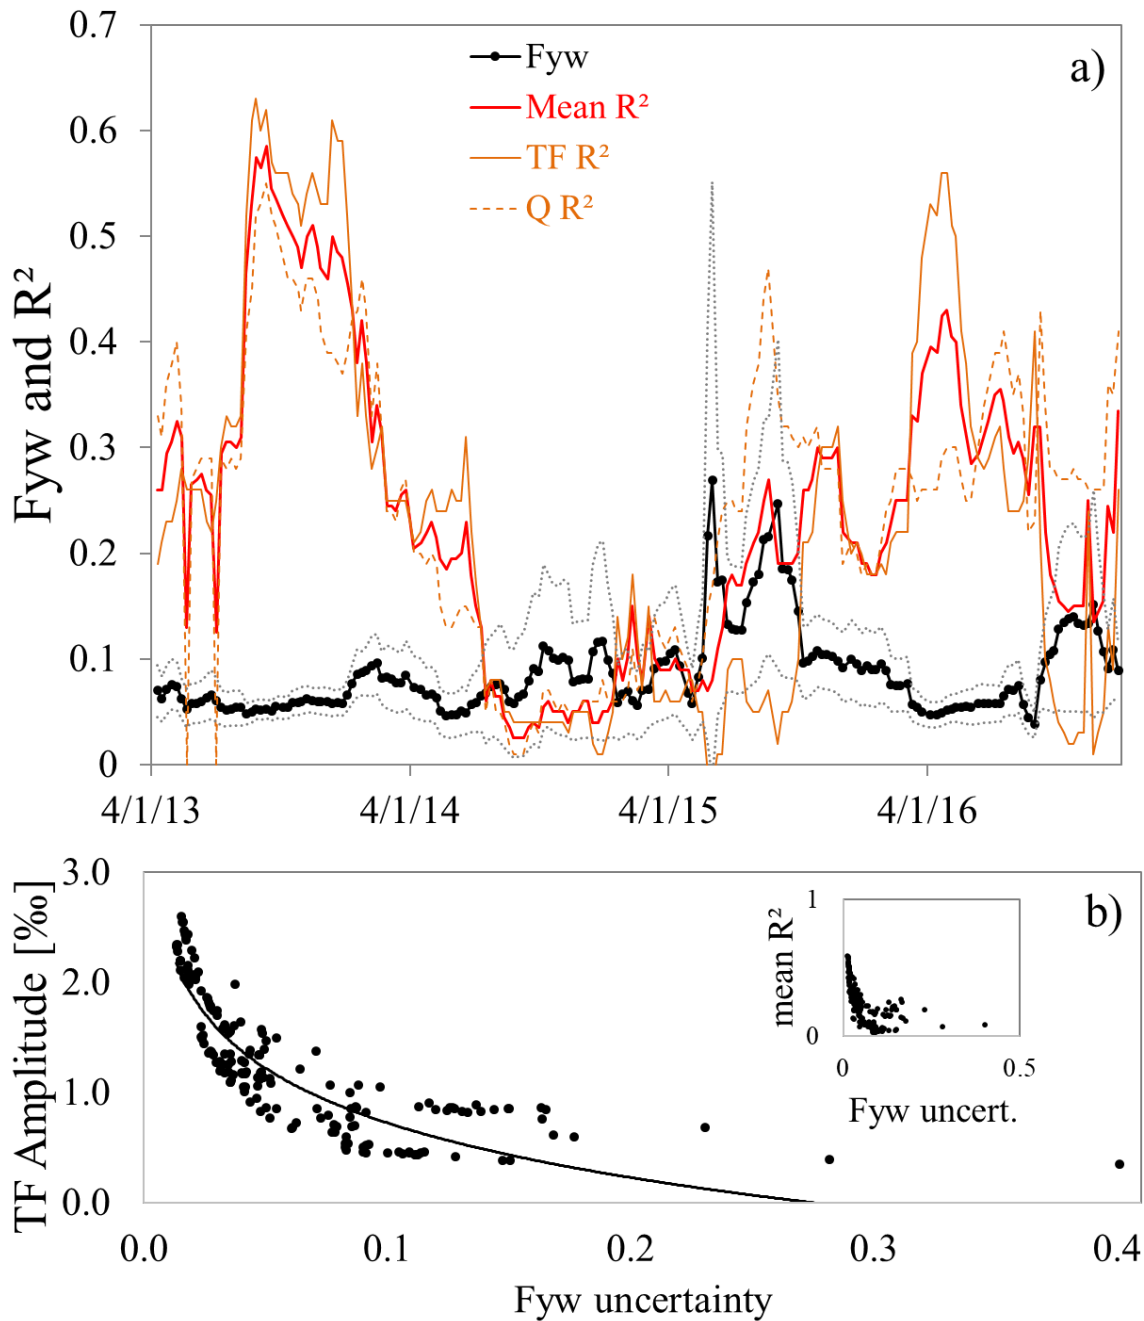 0.7
0.6
0.5
0.4
0.3
0.2
0.1
0
Fyw and R²
Fyw
Mean R²
TF R²
Q R²
a)
4/1/13
4/1/14
4/1/15
4/1/16
3.0
2.0
1.0
0.0
TF Amplitude [‰]
b)
1
0
mean R²
0
0.5
Fyw uncert.
0.0
0.1
0.2
0.3
0.4
Fyw uncertainty